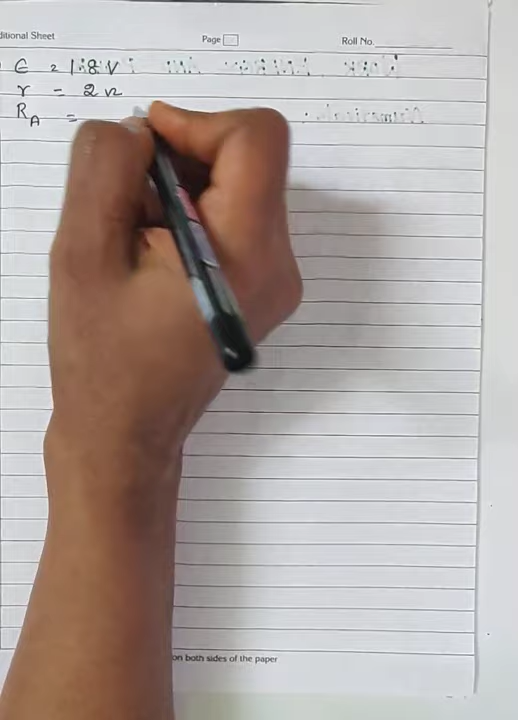 ditional Sheet Page Roll No.
ε = 1.8 V
r = 2 Ω
R_A =
on both sides of the paper